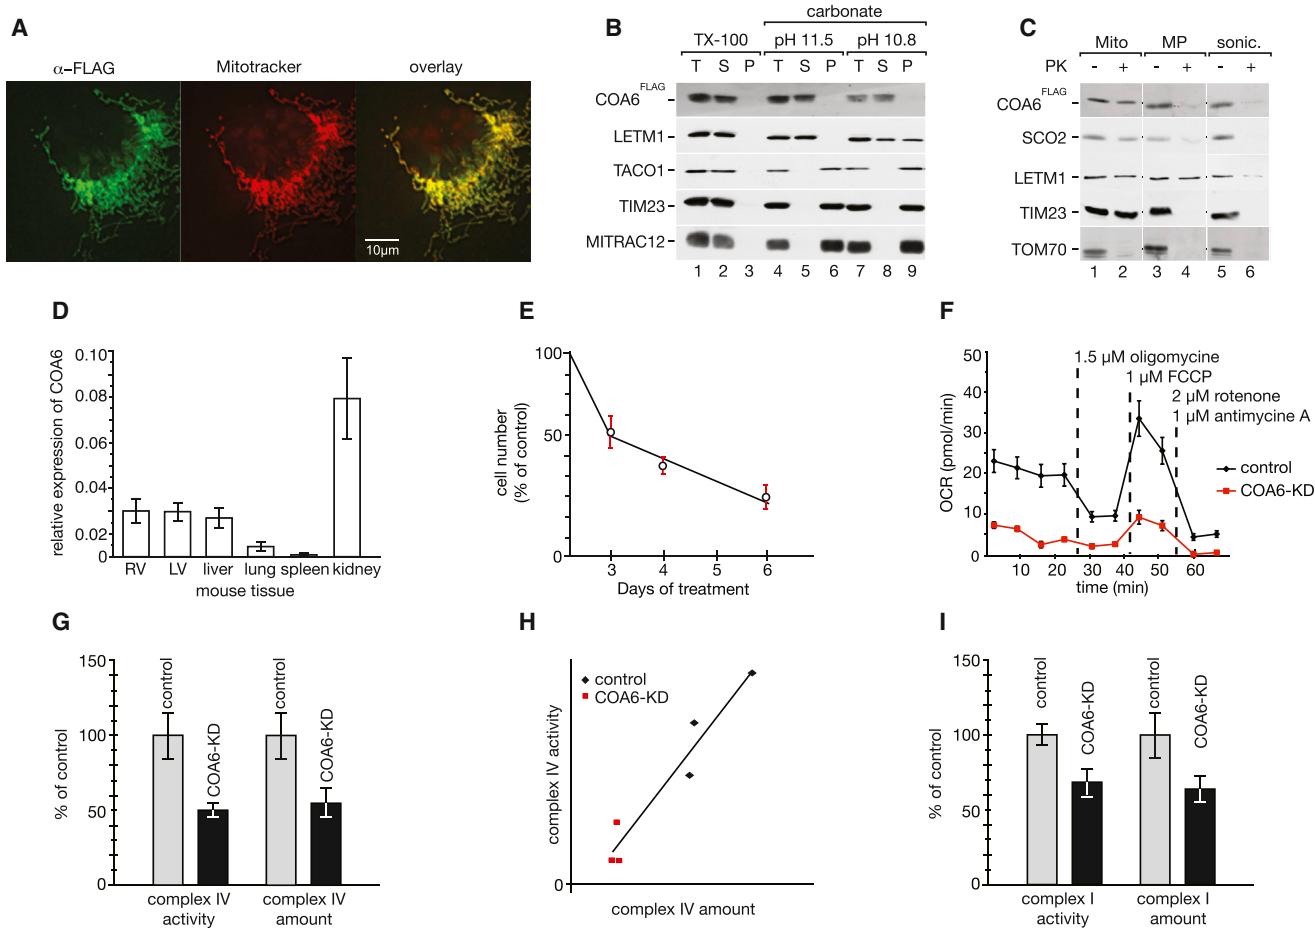 A
α–FLAG Mitotracker overlay
10µm
B
carbonate
TX-100 pH 11.5 pH 10.8
T S P T S P T S P
COA6 FLAG
LETM1
TACO1
TIM23
MITRAC12
1 2 3 4 5 6 7 8 9
C
Mito MP sonic.
PK - + - + - +
COA6 FLAG
SCO2
LETM1
TIM23
TOM70
1 2 3 4 5 6
D
relative expression of COA6
0.10
0.08
0.06
0.04
0.02
0
RV LV liver lung spleen kidney
mouse tissue
E
cell number
(% of control)
100
50
0
3 4 5 6
Days of treatment
F
OCR (pmol/min)
50
40
30
20
10
0
1.5 µM oligomycine
1 µM FCCP
2 µM rotenone
1 µM antimycine A
control
COA6-KD
10 20 30 40 50 60
time (min)
G
% of control
150
100
50
0
control COA6-KD control COA6-KD
complex IV activity
complex IV amount
H
complex IV activity
control
COA6-KD
0
complex IV amount
I
% of control
150
100
50
0
control COA6-KD control COA6-KD
complex I activity
complex I amount